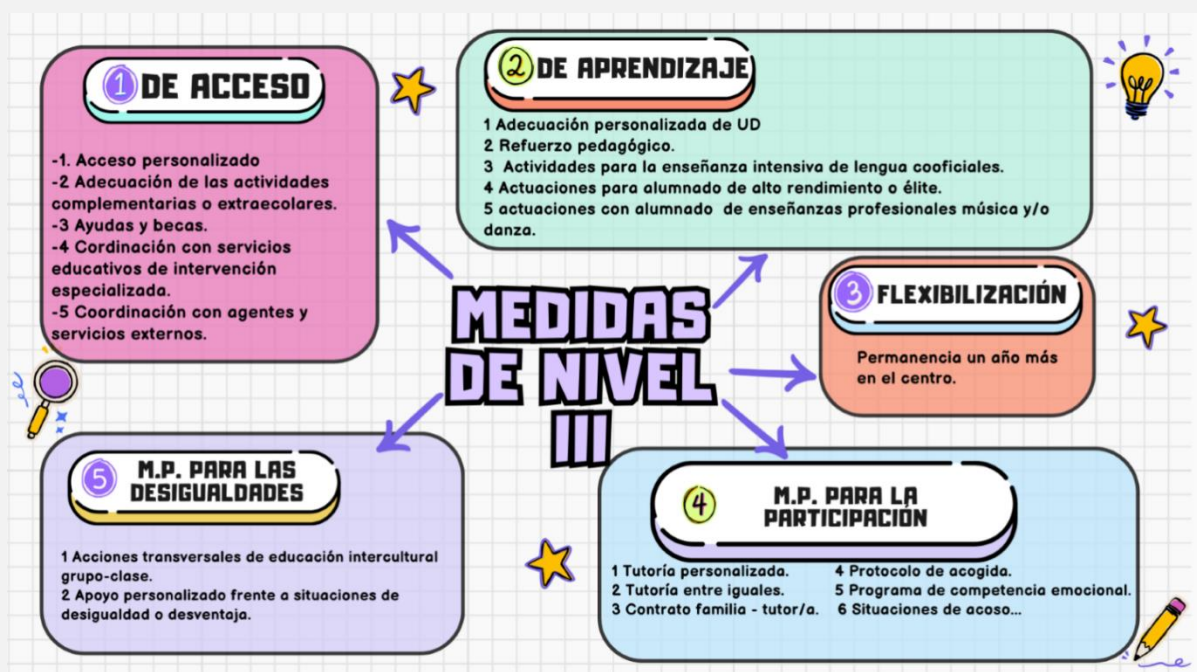 MEDIDAS
DE NIVEL
III
1 DE ACCESO
-1. Acceso personalizado
-2 Adecuación de las actividades
complementarias o extraecolares.
-3 Ayudas y becas.
-4 Cordinación con servicios
educativos de intervención
especializada.
-5 Coordinación con agentes y
servicios externos.
2 DE APRENDIZAJE
1 Adecuación personalizada de UD
2 Refuerzo pedagógico.
3 Actividades para la enseñanza intensiva de lengua cooficiales.
4 Actuaciones para alumnado de alto rendimiento o élite.
5 actuaciones con alumnado de enseñanzas profesionales música y/o
danza.
3 FLEXIBILIZACIÓN
Permanencia un año más
en el centro.
4 M.P. PARA LA
PARTICIPACIÓN
1 Tutoría personalizada.
2 Tutoría entre iguales.
3 Contrato familia - tutor/a.
4 Protocolo de acogida.
5 Programa de competencia emocional.
6 Situaciones de acoso...
5 M.P. PARA LAS
DESIGUALDADES
1 Acciones transversales de educación intercultural
grupo-clase.
2 Apoyo personalizado frente a situaciones de
desigualdad o desventaja.